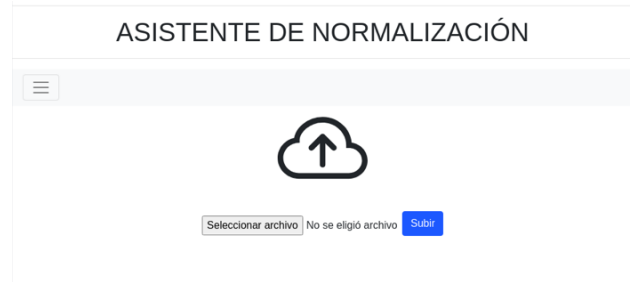 ASISTENTE DE NORMALIZACIÓN
Seleccionar archivo No se eligió archivo Subir